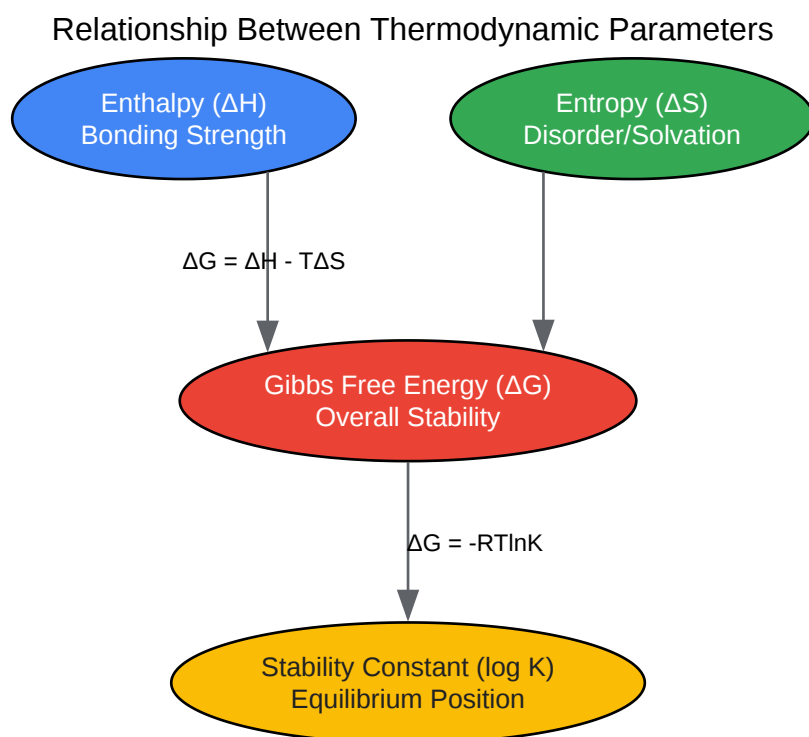 Relationship Between Thermodynamic Parameters
Enthalpy (ΔH)
Bonding Strength
Entropy (ΔS)
Disorder/Solvation
ΔG = ΔH - TΔS
Gibbs Free Energy (ΔG)
Overall Stability
ΔG = -RTlnK
Stability Constant (log K)
Equilibrium Position